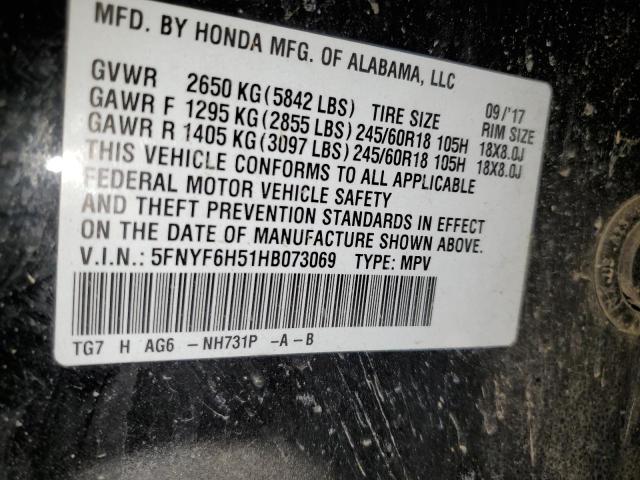 MFD. BY HONDA MFG. OF ALABAMA, LLC
09/'17
GVWR 2650 KG (5842 LBS) TIRE SIZE RIM SIZE
GAWR F 1295 KG (2855 LBS) 245/60R18 105H 18X8.0J
GAWR R 1405 KG (3097 LBS) 245/60R18 105H 18X8.0J
THIS VEHICLE CONFORMS TO ALL APPLICABLE
FEDERAL MOTOR VEHICLE SAFETY
AND THEFT PREVENTION STANDARDS IN EFFECT
ON THE DATE OF MANUFACTURE SHOWN ABOVE.
V.I.N.: 5FNYF6H51HB073069 TYPE: MPV
TG7 H AG6 -NH731P -A-B